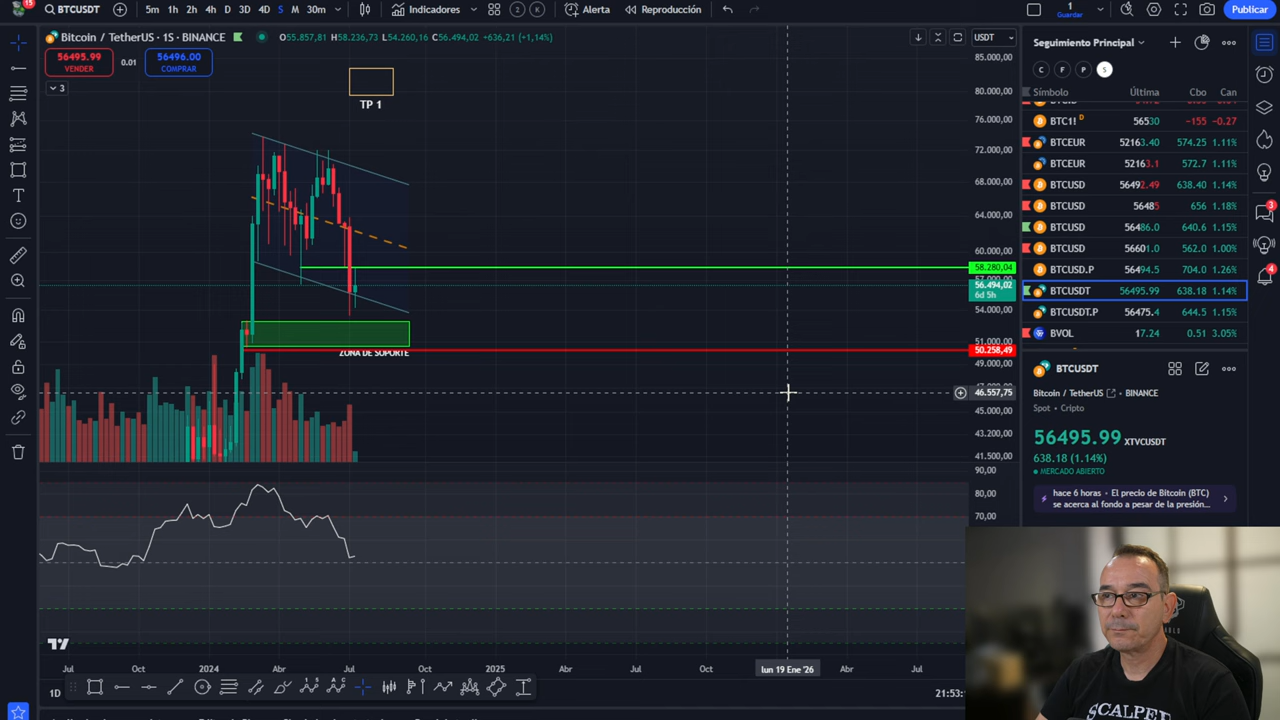 15
BTCUSDT
5m 1h 2h 4h D 3D 4D S M 30m
Indicadores
Alerta
Reproducción
1
Guardar
Publicar
Bitcoin / TetherUS · 1S · BINANCE
O55.857,81 H58.236,73 L54.260,16 C56.494,02 +636,21 (+1,14%)
56495.99
VENDER
0.01
56496.00
COMPRAR
3
TP 1
ZONA DE SOPORTE
USDT
85.000,00
80.000,00
76.000,00
72.000,00
68.000,00
64.000,00
60.000,00
58.280,04
56.494,02
6d 5h
54.000,00
51.000,00
50.258,49
49.000,00
46.557,75
45.000,00
43.200,00
41.500,00
90,00
80,00
70,00
Jul Oct 2024 Abr Jul Oct 2025 Abr Jul Oct lun 19 Ene '26 Abr Jul
1D
21:53:1
Seguimiento Principal
C F P S
Símbolo Última Cbo Can
BTC1! D 56530 -155 -0.27
BTCEUR 52163.40 574.25 1.11%
BTCEUR 52163.1 572.7 1.11%
BTCUSD 56492.49 638.40 1.14%
BTCUSD 56485 656 1.18%
BTCUSD 56486.0 640.6 1.15%
BTCUSD 56601.0 562.0 1.00%
BTCUSD.P 56494.5 704.0 1.26%
BTCUSDT 56495.99 638.18 1.14%
BTCUSDT.P 56475.4 644.5 1.15%
BVOL 17.24 0.51 3.05%
BTCUSDT
Bitcoin / TetherUS · BINANCE
Spot · Cripto
56495.99 XTVCUSDT
638.18 (1.14%)
MERCADO ABIERTO
hace 6 horas · El precio de Bitcoin (BTC)
se acerca al fondo a pesar de la presión...
3
4
SCALPER